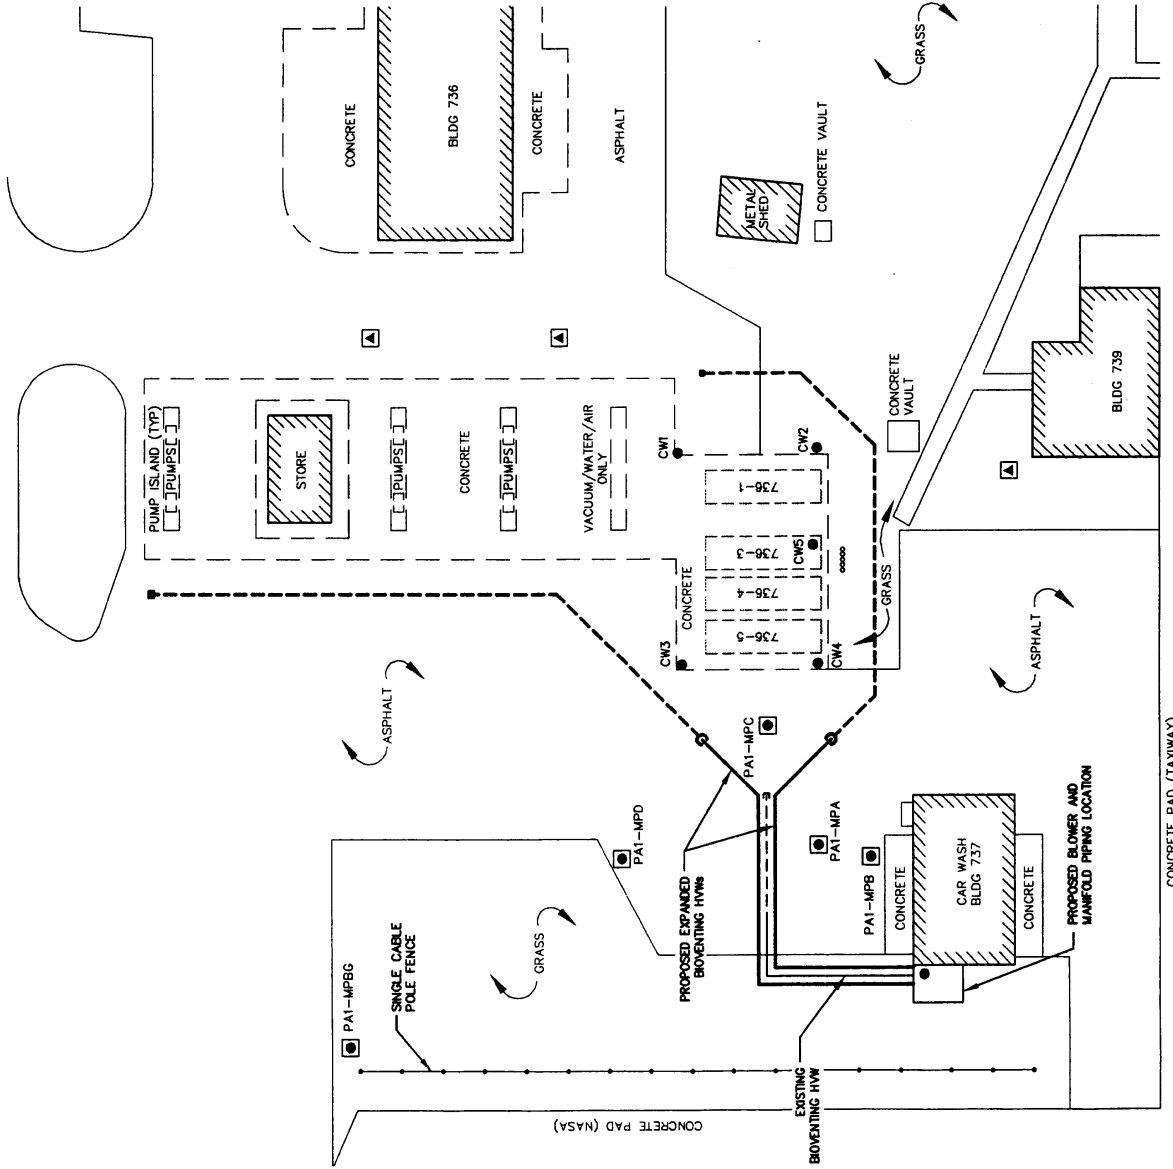 GRASS
CONCRETE
BLDG 736
CONCRETE
ASPHALT
METAL
SHED
CONCRETE VAULT
PUMP ISLAND (TYP)
PUMPS
STORE
PUMPS
CONCRETE
PUMPS
VACUUM/WATER/AIR
ONLY
CW1
CW2
CONCRETE
VAULT
BLDG 739
736-1
736-3
CW5
736-4
736-5
CONCRETE
CW3
CW4
GRASS
ASPHALT
ASPHALT
PA1-MPC
PA1-MPD
PA1-MPA
PA1-MPB
CONCRETE
CAR WASH
BLDG 737
CONCRETE
PROPOSED BLOWER AND
MANIFOLD PIPING LOCATION
PROPOSED EXPANDED
BIOVENTING HVWs
GRASS
PA1-MPBG
SINGLE CABLE
POLE FENCE
EXISTING
BIOVENTING HVW
CONCRETE PAD (NASA)
CONCRETE PAD (TAXIWAY)